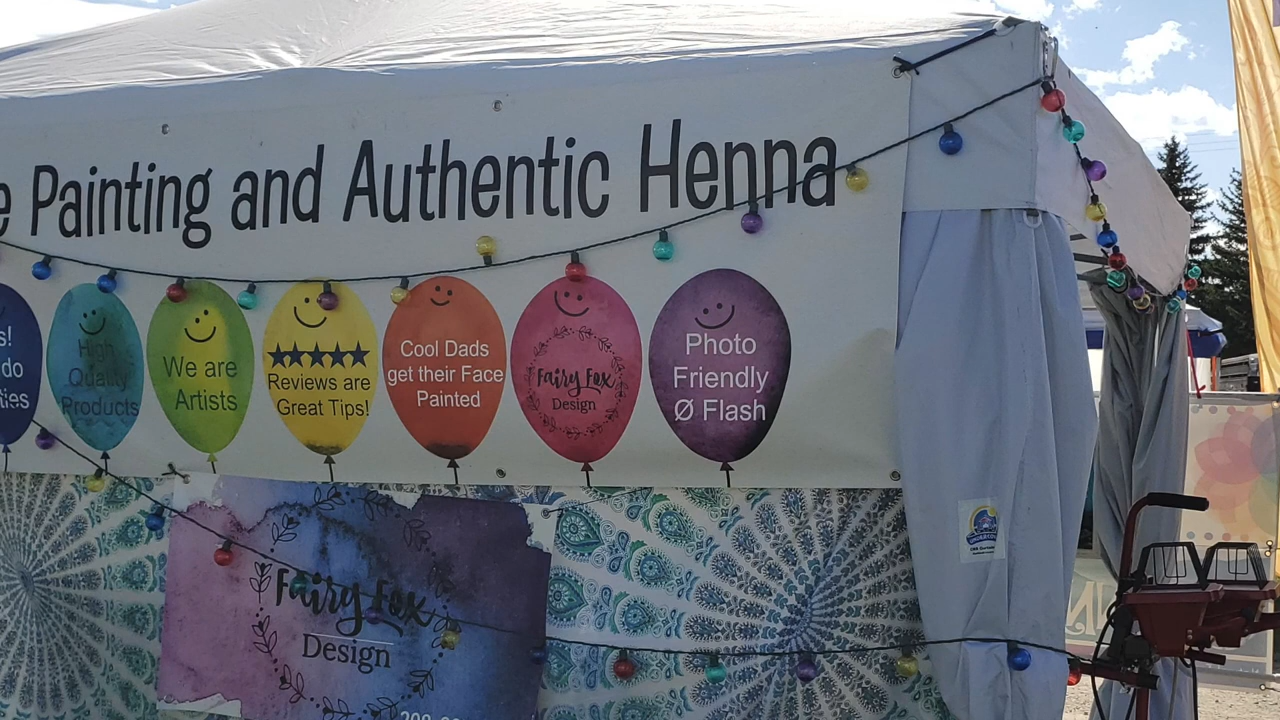 e Painting and Authentic Henna
s!
do
ties
High
Quality
Products
We are
Artists
★★★★★
Reviews are
Great Tips!
Cool Dads
get their Face
Painted
Fairy Fox
Design
Photo
Friendly
Ø Flash
Fairy Fox
Design